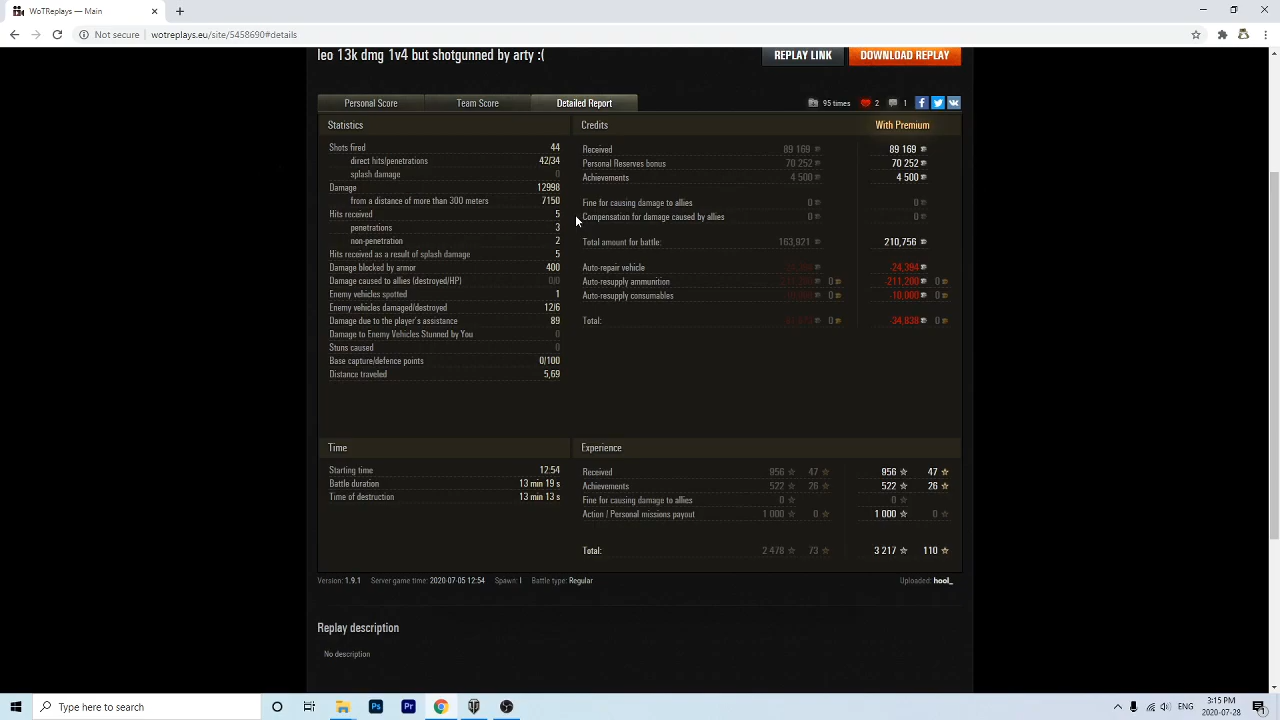 WoTReplays — Main
Not secure wotreplays.eu/site/5458690#details
leo 13k dmg 1v4 but shotgunned by arty :(
REPLAY LINK DOWNLOAD REPLAY
Personal Score Team Score Detailed Report 95 times 2 1
Statistics Credits With Premium
Shots fired 44 Received 89 169 89 169
direct hits/penetrations 42/34 Personal Reserves bonus 70 252 70 252
splash damage 0 Achievements 4 500 4 500
Damage 12998
from a distance of more than 300 meters 7150 Fine for causing damage to allies 0 0
Hits received 5 Compensation for damage caused by allies 0 0
penetrations 3
non-penetration 2 Total amount for battle: 163,921 210,756
Hits received as a result of splash damage 5
Damage blocked by armor 400 Auto-repair vehicle -24,394
Damage caused to allies (destroyed/HP) 0/0 Auto-resupply ammunition 0 -211,200 0
Enemy vehicles spotted 1 Auto-resupply consumables 0 -10,000 0
Enemy vehicles damaged/destroyed 12/6
Damage due to the player's assistance 89 Total: 0 -34,838 0
Damage to Enemy Vehicles Stunned by You 0
Stuns caused 0
Base capture/defence points 0/100
Distance traveled 5,69
Time Experience
Starting time 12:54 Received 956 47 956 47
Battle duration 13 min 19 s Achievements 522 26 522 26
Time of destruction 13 min 13 s Fine for causing damage to allies 0 0
Action / Personal missions payout 1 000 0 1 000 0
Total: 2 478 73 3 217 110
Version: 1.9.1 Server game time: 2020-07-05 12:54 Spawn: I Battle type: Regular Uploaded: hool_
Replay description
No description
Type here to search 3:15 PM
2020-07-28